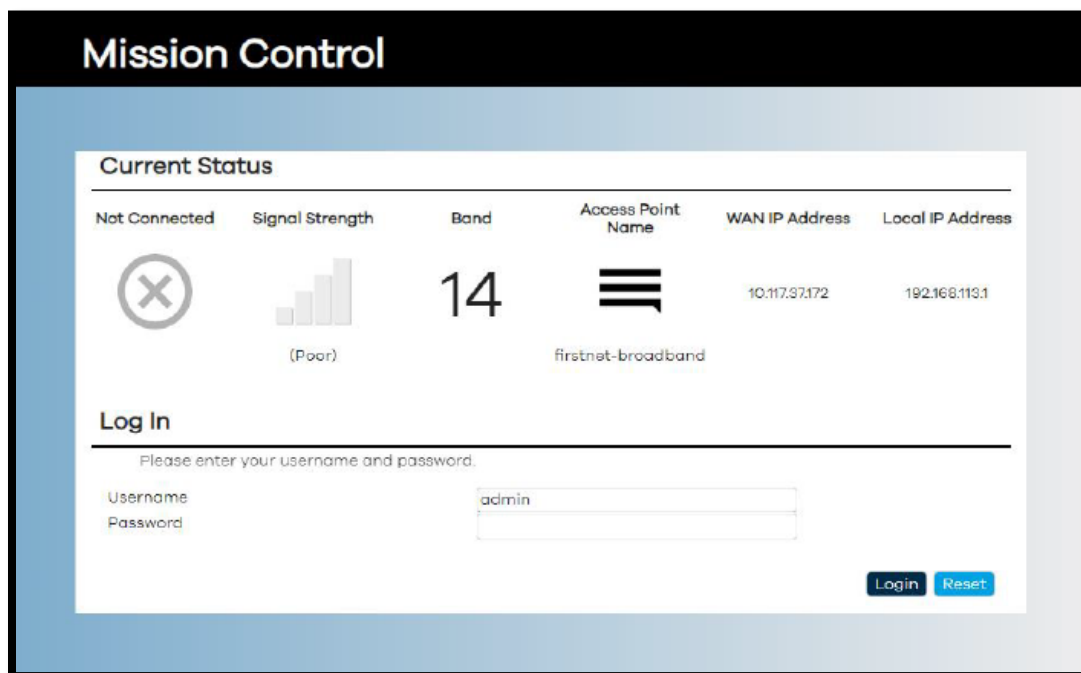 Mission Control
Current Status
Not Connected Signal Strength Band Access Point Name WAN IP Address Local IP Address
14 10.117.37.172 192.168.113.1
(Poor) firstnet-broadband
Log In
Please enter your username and password.
Username admin
Password
Login Reset